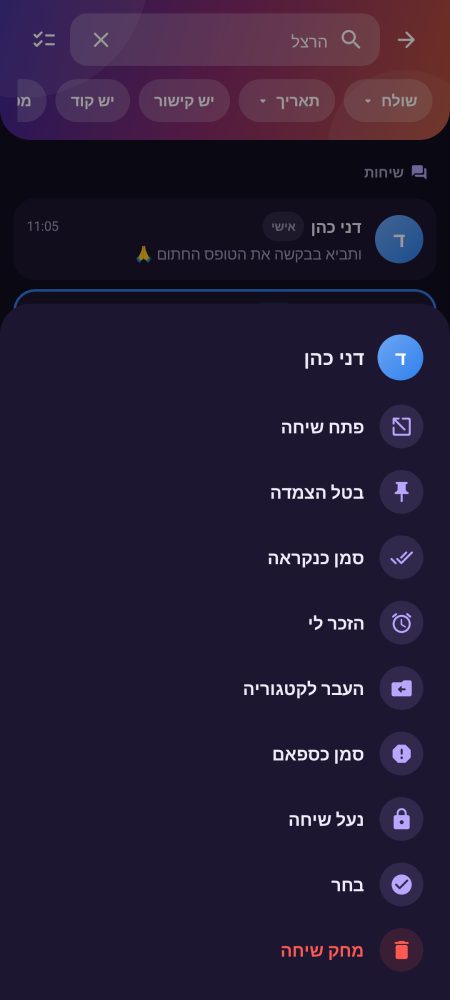 הרצל
שולח
תאריך
יש קישור
יש קוד
שיחות
ד
דני כהן
אישי
11:05
ותביא בבקשה את הטופס החתום 🙏
ד
דני כהן
פתח שיחה
בטל הצמדה
סמן כנקראה
הזכר לי
העבר לקטגוריה
סמן כספאם
נעל שיחה
בחר
מחק שיחה